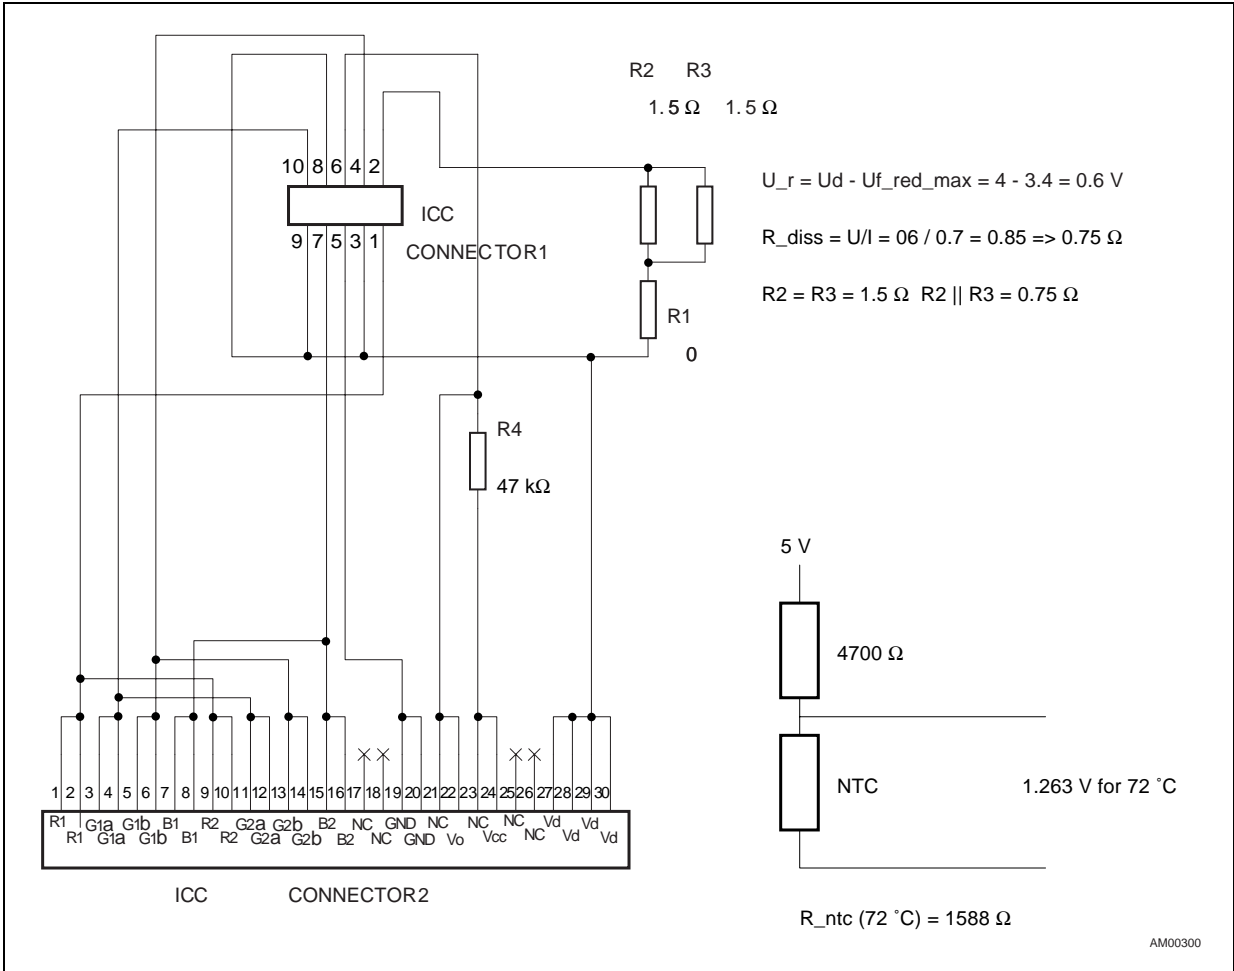 R2 R3
1.5 Ω 1.5 Ω
10 8 6 4 2
ICC
9 7 5 3 1
CONNECTOR1
U_r = Ud - Uf_red_max = 4 - 3.4 = 0.6 V
R_diss = U/I = 06 / 0.7 = 0.85 => 0.75 Ω
R2 = R3 = 1.5 Ω R2 || R3 = 0.75 Ω
R1
0
R4
47 kΩ
5 V
4700 Ω
NTC
1.263 V for 72 ˚C
R_ntc (72 ˚C) = 1588 Ω
1 2 3 4 5 6 7 8 9 10 11 12 13 14 15 16 17 18 19 20 21 22 23 24 25 26 27 28 29 30
R1 G1a G1b B1 R2 G2a G2b B2 NC GND NC NC NC Vd Vd
R1 G1a G1b B1 R2 G2a G2b B2 NC GND Vo Vcc NC Vd Vd
ICC CONNECTOR2
AM00300